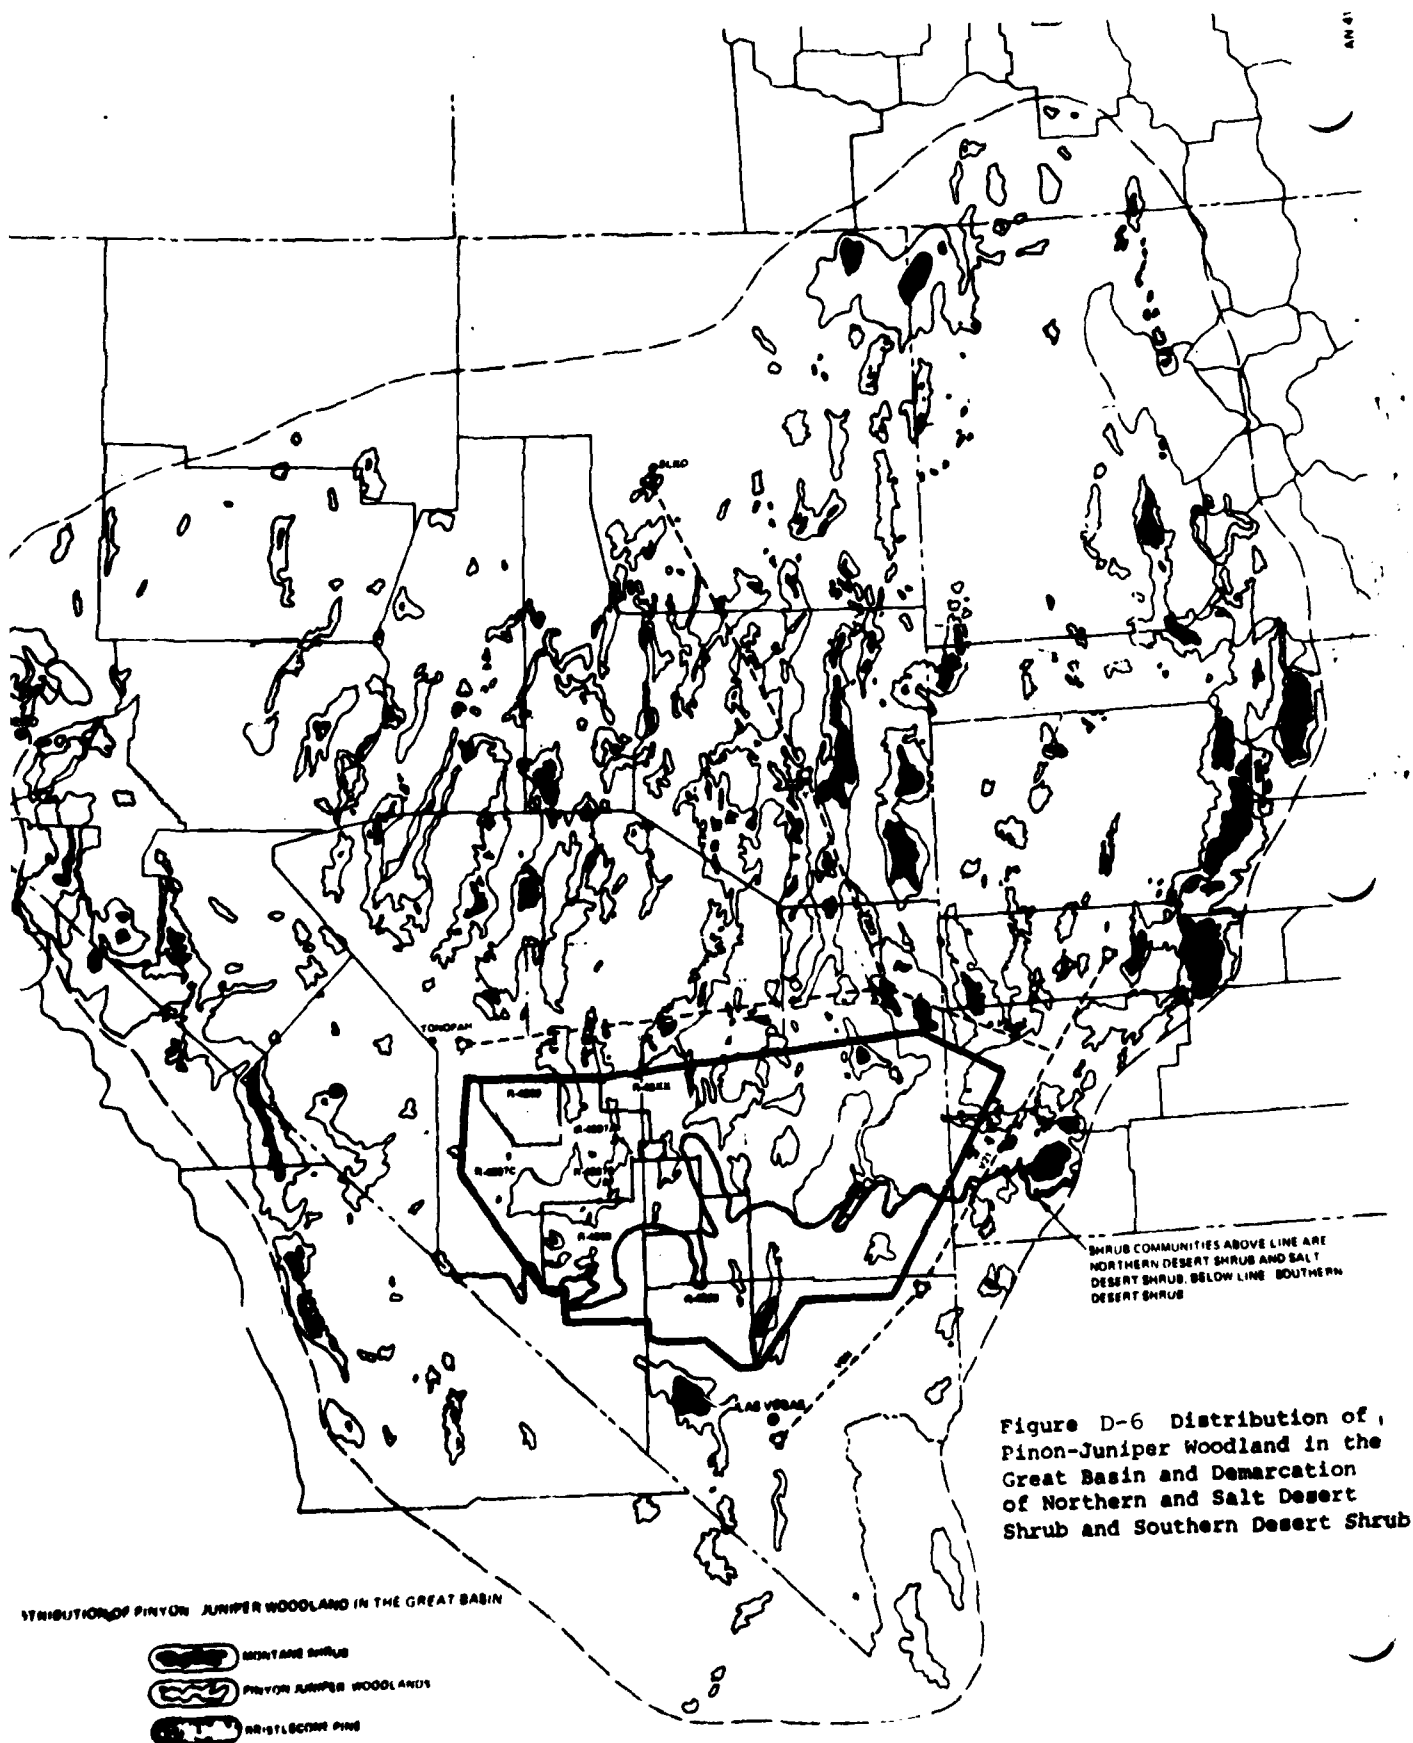 AN 41
ELKO
TONOPAH
R-4809
R-4807C
R-4808
LAS VEGAS
SHRUB COMMUNITIES ABOVE LINE ARE
NORTHERN DESERT SHRUB AND SALT
DESERT SHRUB, BELOW LINE SOUTHERN
DESERT SHRUB
Figure D-6 Distribution of
Pinon-Juniper Woodland in the
Great Basin and Demarcation
of Northern and Salt Desert
Shrub and Southern Desert Shrub
STRIBUTION OF PINYON JUNIPER WOODLAND IN THE GREAT BASIN
MONTANE SHRUB
PINYON JUNIPER WOODLANDS
BRISTLECONE PINE